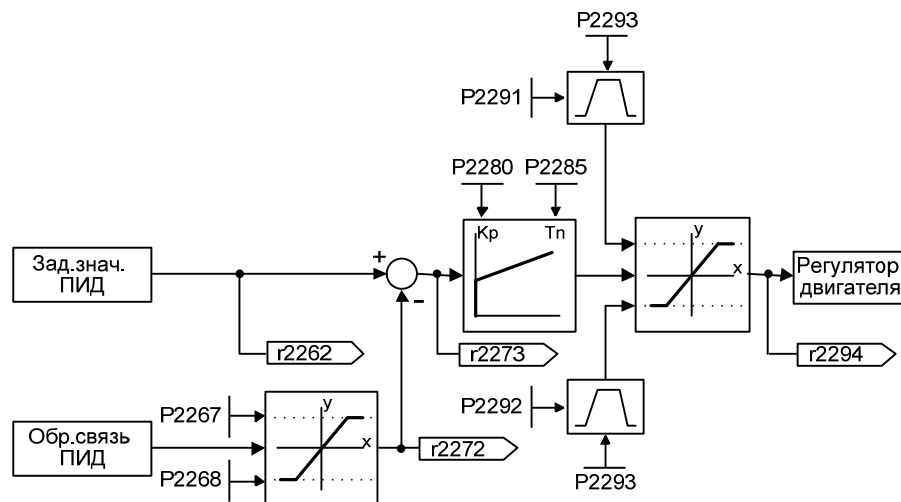 P2293
P2291
P2280
P2285
Kp
Tn
y
x
Зад.знач.
ПИД
+
-
Регулятор
двигателя
r2262
r2273
r2294
P2267
y
x
P2292
Обр.связь
ПИД
r2272
P2268
P2293